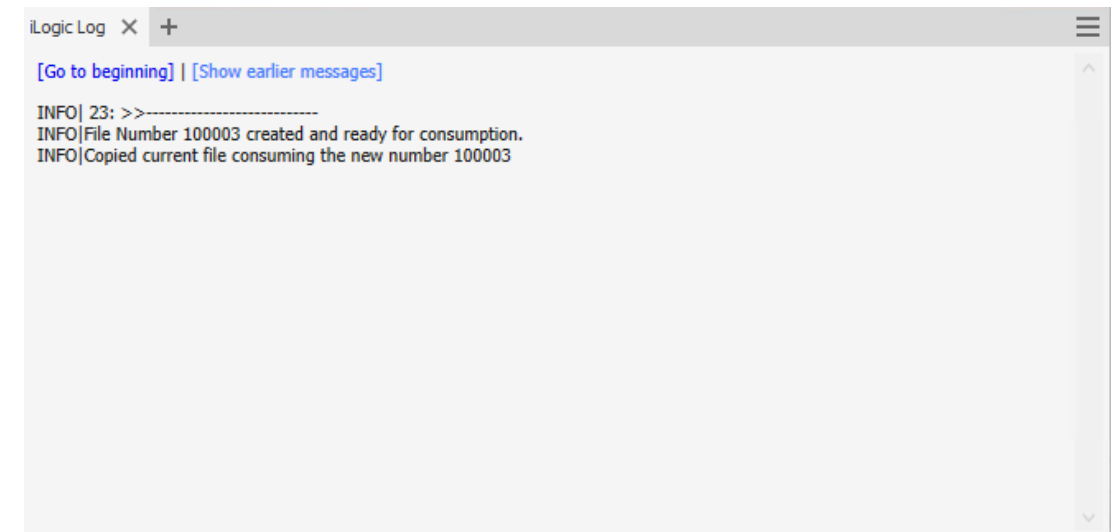 iLogic Log
[Go to beginning] | [Show earlier messages]
INFO| 23: >>---------------------------
INFO|File Number 100003 created and ready for consumption.
INFO|Copied current file consuming the new number 100003